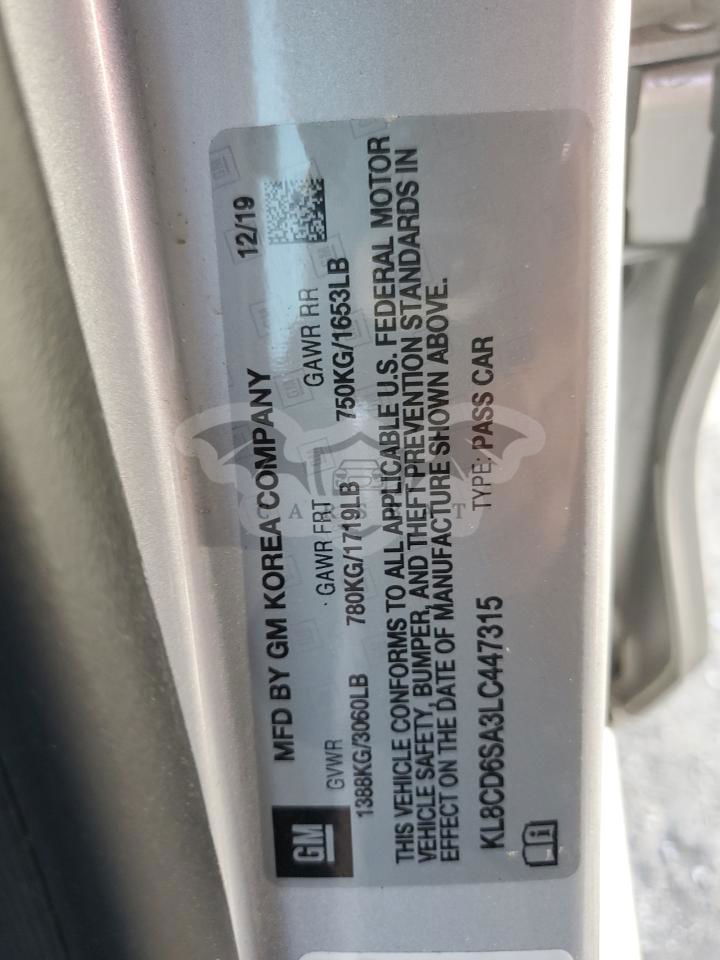 GM
MFD BY GM KOREA COMPANY
12/19
GVWR
GAWR FRT
GAWR RR
1388KG/3060LB
780KG/1719LB
750KG/1653LB
THIS VEHICLE CONFORMS TO ALL APPLICABLE U.S. FEDERAL MOTOR
VEHICLE SAFETY, BUMPER, AND THEFT PREVENTION STANDARDS IN
EFFECT ON THE DATE OF MANUFACTURE SHOWN ABOVE.
KL8CD6SA3LC447315
TYPE: PASS CAR